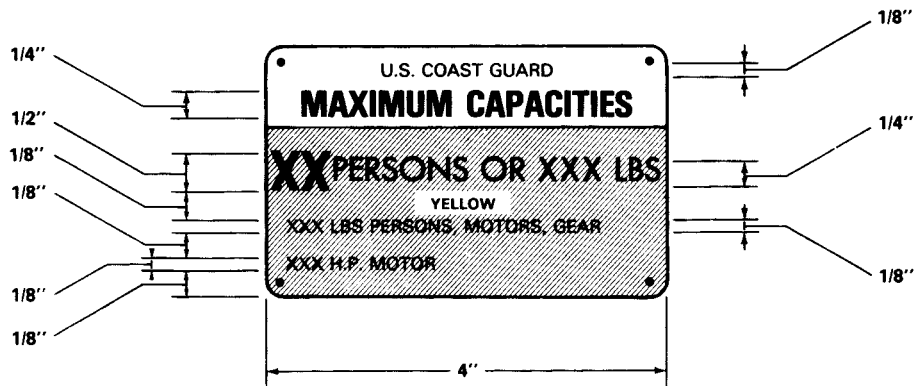 1/8''
1/4''
U.S. COAST GUARD
MAXIMUM CAPACITIES
1/2''
1/4''
1/8''
XX PERSONS OR XXX LBS
1/8''
YELLOW
XXX LBS PERSONS, MOTORS, GEAR
XXX H.P. MOTOR
1/8''
1/8''
1/8''
4''